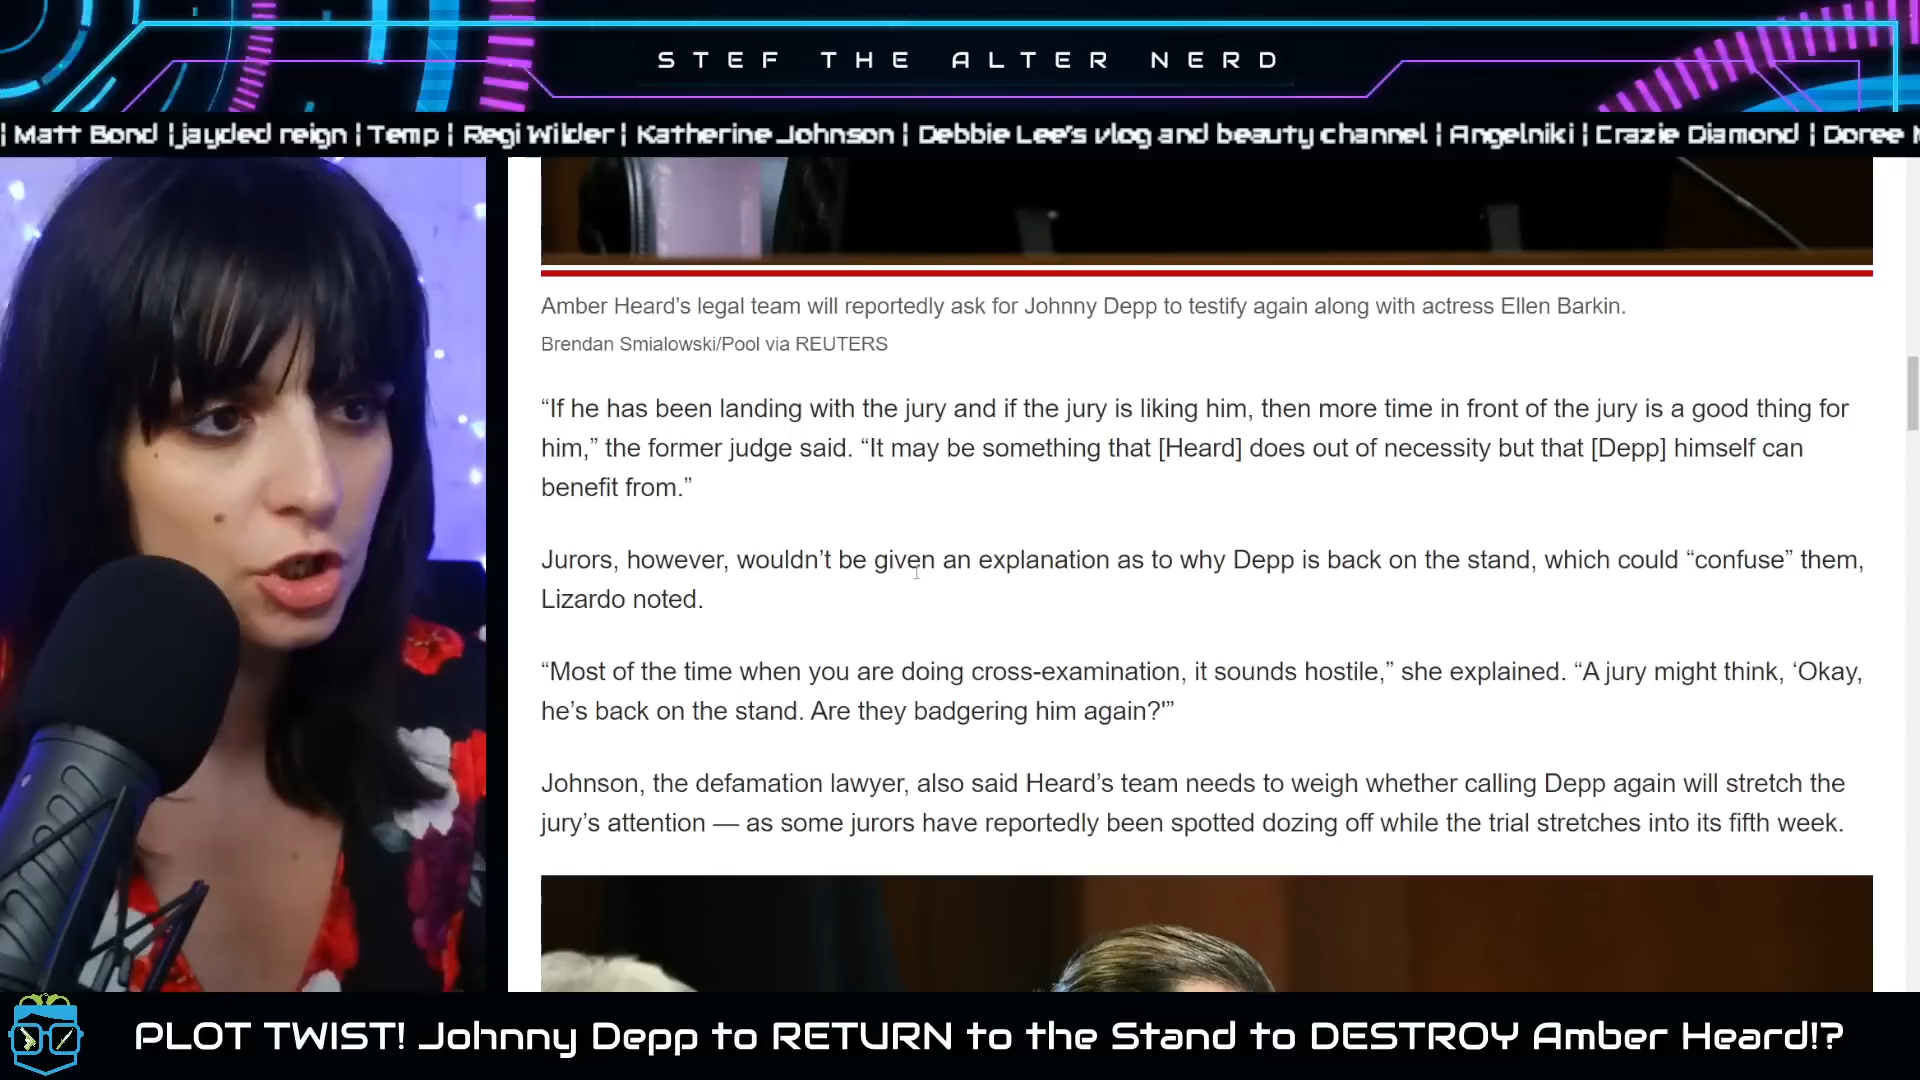 STEF THE ALTER NERD
| Matt Bond | jayded reign | Temp | Regi Wilder | Katherine Johnson | Debbie Lee's vlog and beauty channel | Angelniki | Crazie Diamond | Doree
Amber Heard’s legal team will reportedly ask for Johnny Depp to testify again along with actress Ellen Barkin.
Brendan Smialowski/Pool via REUTERS
“If he has been landing with the jury and if the jury is liking him, then more time in front of the jury is a good thing for
him,” the former judge said. “It may be something that [Heard] does out of necessity but that [Depp] himself can
benefit from.”
Jurors, however, wouldn’t be given an explanation as to why Depp is back on the stand, which could “confuse” them,
Lizardo noted.
“Most of the time when you are doing cross-examination, it sounds hostile,” she explained. “A jury might think, ‘Okay,
he’s back on the stand. Are they badgering him again?'”
Johnson, the defamation lawyer, also said Heard’s team needs to weigh whether calling Depp again will stretch the
jury’s attention — as some jurors have reportedly been spotted dozing off while the trial stretches into its fifth week.
PLOT TWIST! Johnny Depp to RETURN to the Stand to DESTROY Amber Heard!?